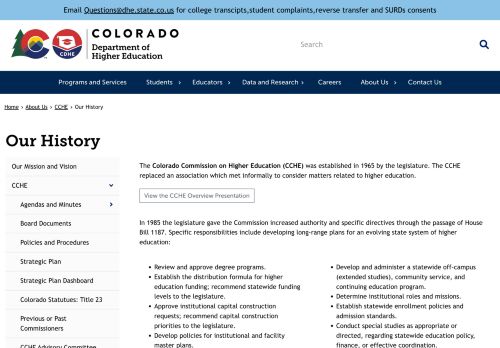 Email Questions@dhe.state.co.us for college transcipts,student complaints,reverse transfer and SURDs consents
COLORADO
Department of
Higher Education
CDHE
Search
Programs and Services Students Educators Data and Research Careers About Us Contact Us
Home > About Us > CCHE > Our History
Our History
Our Mission and Vision
CCHE
Agendas and Minutes
Board Documents
Policies and Procedures
Strategic Plan
Strategic Plan Dashboard
Colorado Statutues: Title 23
Previous or Past
Commissioners
CCHE Advisory Committee
The Colorado Commission on Higher Education (CCHE) was established in 1965 by the legislature. The CCHE
replaced an association which met informally to consider matters related to higher education.
View the CCHE Overview Presentation
In 1985 the legislature gave the Commission increased authority and specific directives through the passage of House
Bill 1187. Specific responsibilities include developing long-range plans for an evolving state system of higher
education:
• Review and approve degree programs.
• Establish the distribution formula for higher
education funding; recommend statewide funding
levels to the legislature.
• Approve institutional capital construction
requests; recommend capital construction
priorities to the legislature.
• Develop policies for institutional and facility
master plans.
• Develop and administer a statewide off-campus
(extended studies), community service, and
continuing education program.
• Determine institutional roles and missions.
• Establish statewide enrollment policies and
admission standards.
• Conduct special studies as appropriate or
directed, regarding statewide education policy,
finance, or effective coordination.